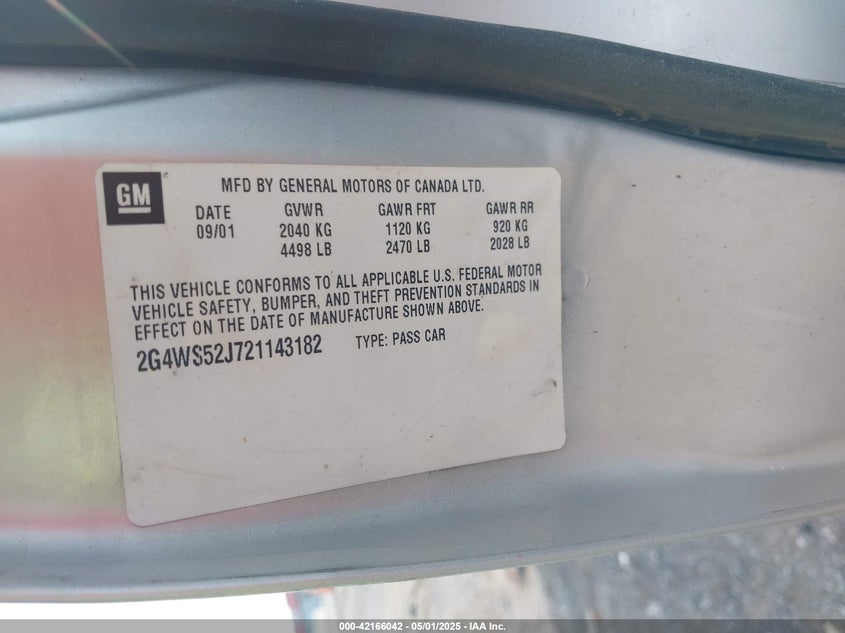 GM
MFD BY GENERAL MOTORS OF CANADA LTD.
DATE GVWR GAWR FRT GAWR RR
09/01 2040 KG 1120 KG 920 KG
4498 LB 2470 LB 2028 LB
THIS VEHICLE CONFORMS TO ALL APPLICABLE U.S. FEDERAL MOTOR
VEHICLE SAFETY, BUMPER, AND THEFT PREVENTION STANDARDS IN
EFFECT ON THE DATE OF MANUFACTURE SHOWN ABOVE.
2G4WS52J721143182 TYPE: PASS CAR
000-42166042 - 05/01/2025 - IAA Inc.